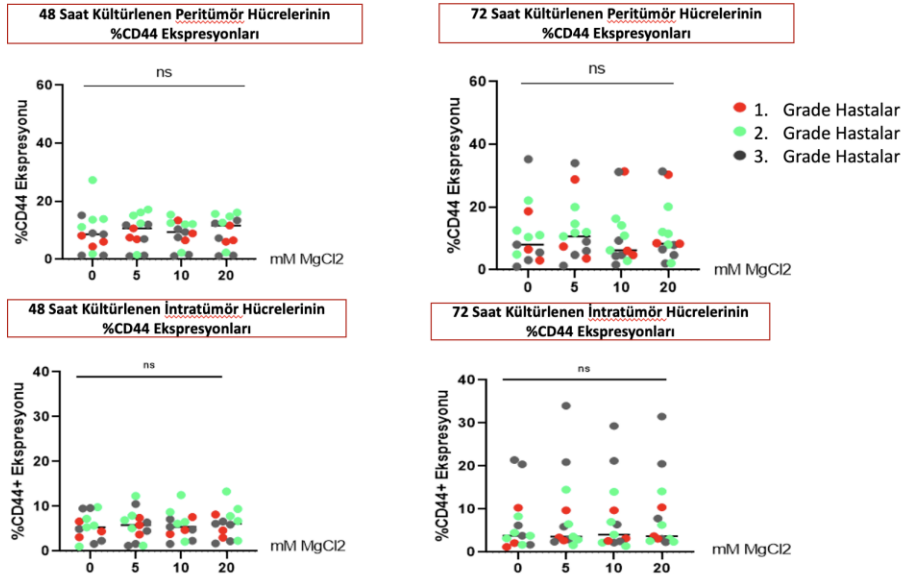 48 Saat Kültürlenen Peritümör Hücrelerinin
%CD44 Ekspresyonları
ns
60
40
20
0
%CD44 Ekspresyonu
0 5 10 20
mM MgCl2
72 Saat Kültürlenen Peritümör Hücrelerinin
%CD44 Ekspresyonları
ns
60
40
20
0
%CD44 Ekspresyonu
0 5 10 20
mM MgCl2
1. Grade Hastalar
2. Grade Hastalar
3. Grade Hastalar
48 Saat Kültürlenen İntratümör Hücrelerinin
%CD44 Ekspresyonları
ns
40
30
20
10
0
%CD44+ Ekspresyonu
0 5 10 20
mM MgCl2
72 Saat Kültürlenen İntratümör Hücrelerinin
%CD44 Ekspresyonları
ns
40
30
20
10
0
%CD44+ Ekspresyonu
0 5 10 20
mM MgCl2